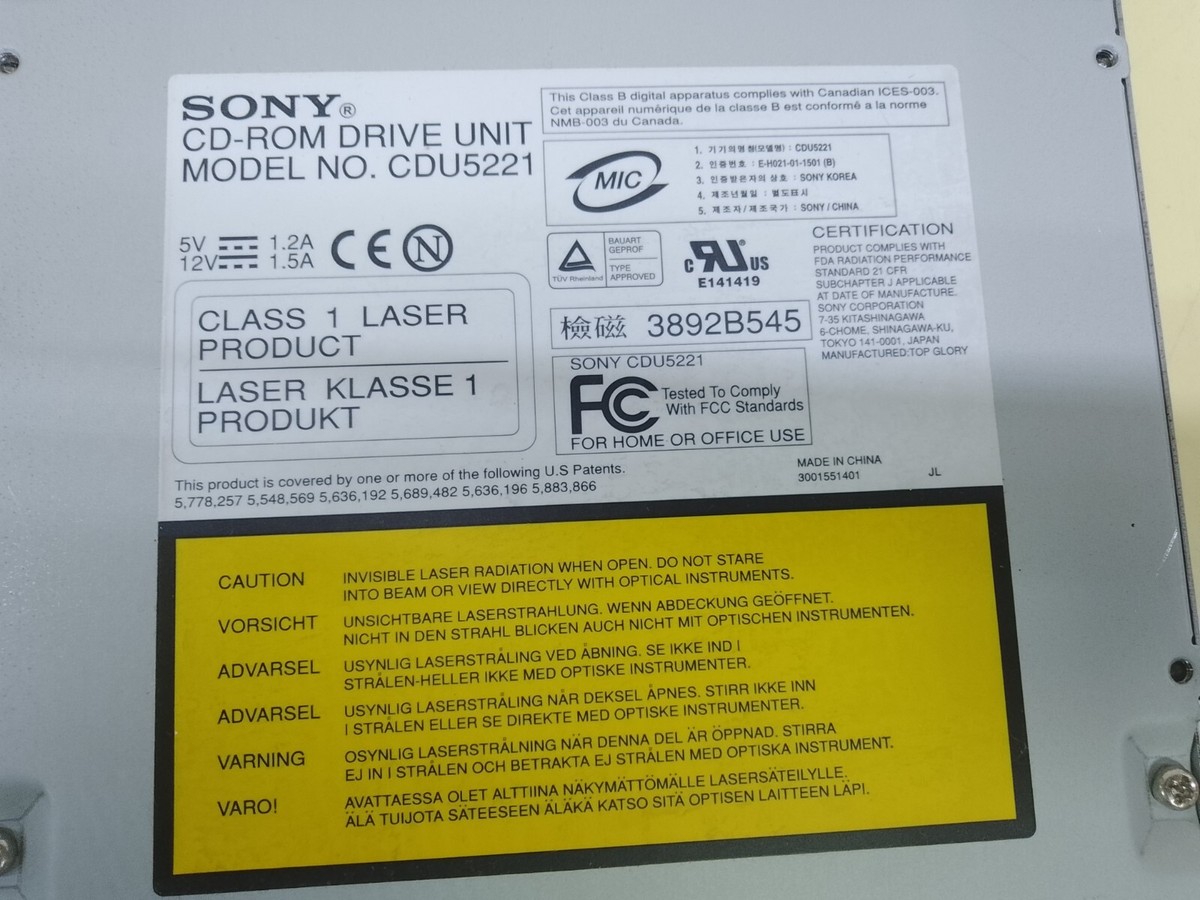 SONY®
CD-ROM DRIVE UNIT
MODEL NO. CDU5221
This Class B digital apparatus complies with Canadian ICES-003.
Cet appareil numérique de la classe B est conformé a la norme
NMB-003 du Canada.
MIC
1. 기기의명칭(모델명) : CDU5221
2. 인증번호 : E-H021-01-1501 (B)
3. 인증받은자의 상호 : SONY KOREA
4. 제조년월일 : 별도표시
5. 제조자/제조국가 : SONY / CHINA
5V 1.2A
12V 1.5A
CE N
TÜV Rheinland
BAUART
GEPROF
TYPE
APPROVED
c RU US
E141419
CERTIFICATION
PRODUCT COMPLIES WITH
FDA RADIATION PERFORMANCE
STANDARD 21 CFR
SUBCHAPTER J APPLICABLE
AT DATE OF MANUFACTURE.
SONY CORPORATION
7-35 KITASHINAGAWA
6-CHOME, SHINAGAWA-KU,
TOKYO 141-0001, JAPAN
MANUFACTURED:TOP GLORY
CLASS 1 LASER
PRODUCT
LASER KLASSE 1
PRODUKT
檢磁 3892B545
SONY CDU5221
FC Tested To Comply
With FCC Standards
FOR HOME OR OFFICE USE
This product is covered by one or more of the following U.S Patents.
5,778,257 5,548,569 5,636,192 5,689,482 5,636,196 5,883,866
MADE IN CHINA
3001551401 JL
CAUTION INVISIBLE LASER RADIATION WHEN OPEN. DO NOT STARE
INTO BEAM OR VIEW DIRECTLY WITH OPTICAL INSTRUMENTS.
VORSICHT UNSICHTBARE LASERSTRAHLUNG. WENN ABDECKUNG GEÖFFNET.
NICHT IN DEN STRAHL BLICKEN AUCH NICHT MIT OPTISCHEN INSTRUMENTEN.
ADVARSEL USYNLIG LASERSTRÅLING VED ÅBNING. SE IKKE IND I
STRÅLEN-HELLER IKKE MED OPTISKE INSTRUMENTER.
ADVARSEL USYNLIG LASERSTRÅLING NÅR DEKSEL ÅPNES. STIRR IKKE INN
I STRÅLEN ELLER SE DIREKTE MED OPTISKE INSTRUMENTER.
VARNING OSYNLIG LASERSTRÅLNING NÄR DENNA DEL ÄR ÖPPNAD. STIRRA
EJ IN I STRÅLEN OCH BETRAKTA EJ STRÅLEN MED OPTISKA INSTRUMENT.
VARO! AVATTAESSA OLET ALTTIINA NÄKYMÄTTÖMÄLLE LASERSÄTEILYLLE.
ÄLÄ TUIJOTA SÄTEESEEN ÄLÄKÄ KATSO SITÄ OPTISEN LAITTEEN LÄPI.